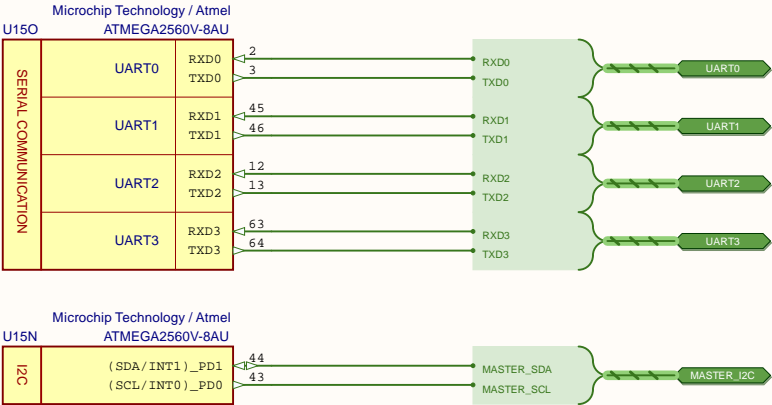 Microchip Technology / Atmel
U15O ATMEGA2560V-8AU
SERIAL COMMUNICATION
UART0 RXD0 2 RXD0 UART0
TXD0 3 TXD0
UART1 RXD1 45 RXD1 UART1
TXD1 46 TXD1
UART2 RXD2 12 RXD2 UART2
TXD2 13 TXD2
UART3 RXD3 63 RXD3 UART3
TXD3 64 TXD3
Microchip Technology / Atmel
U15N ATMEGA2560V-8AU
I2C
(SDA/INT1)_PD1 44 MASTER_SDA MASTER_I2C
(SCL/INT0)_PD0 43 MASTER_SCL